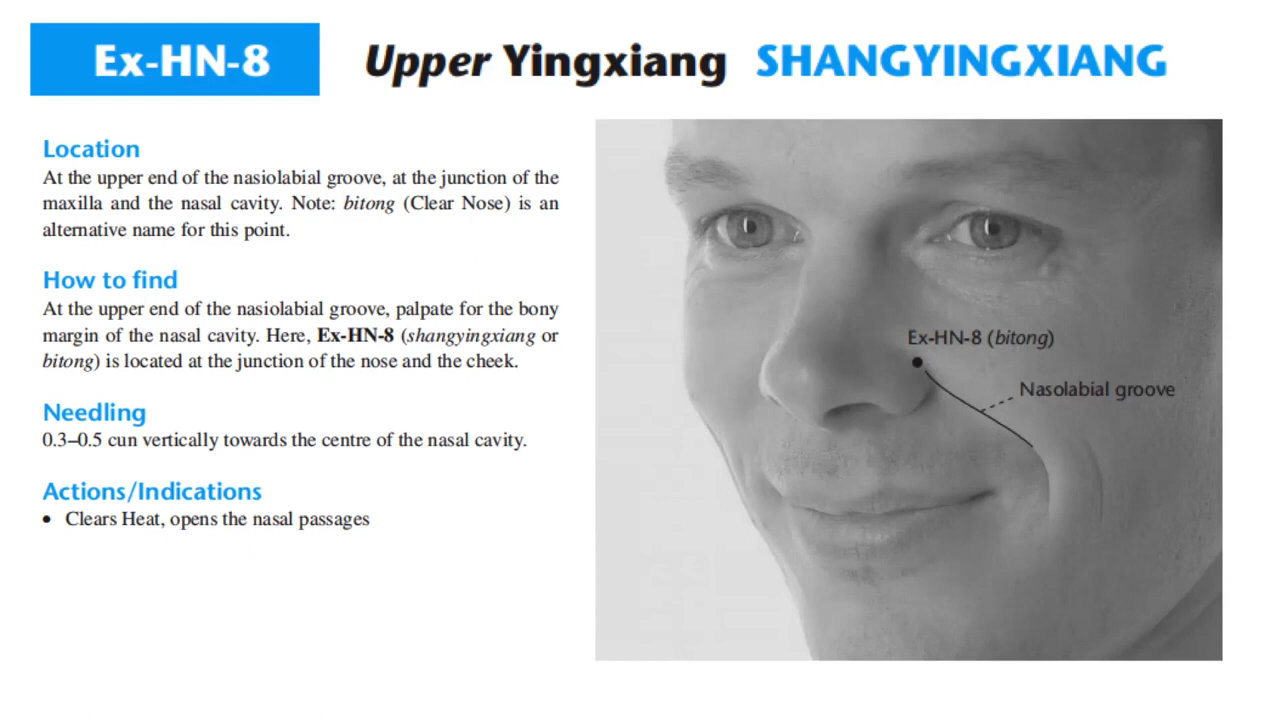 Ex-HN-8
Upper Yingxiang SHANGYINGXIANG
Location
At the upper end of the nasiolabial groove, at the junction of the
maxilla and the nasal cavity. Note: bitong (Clear Nose) is an
alternative name for this point.
How to find
At the upper end of the nasiolabial groove, palpate for the bony
margin of the nasal cavity. Here, Ex-HN-8 (shangyingxiang or
bitong) is located at the junction of the nose and the cheek.
Needling
0.3–0.5 cun vertically towards the centre of the nasal cavity.
Actions/Indications
• Clears Heat, opens the nasal passages
Ex-HN-8 (bitong)
Nasolabial groove